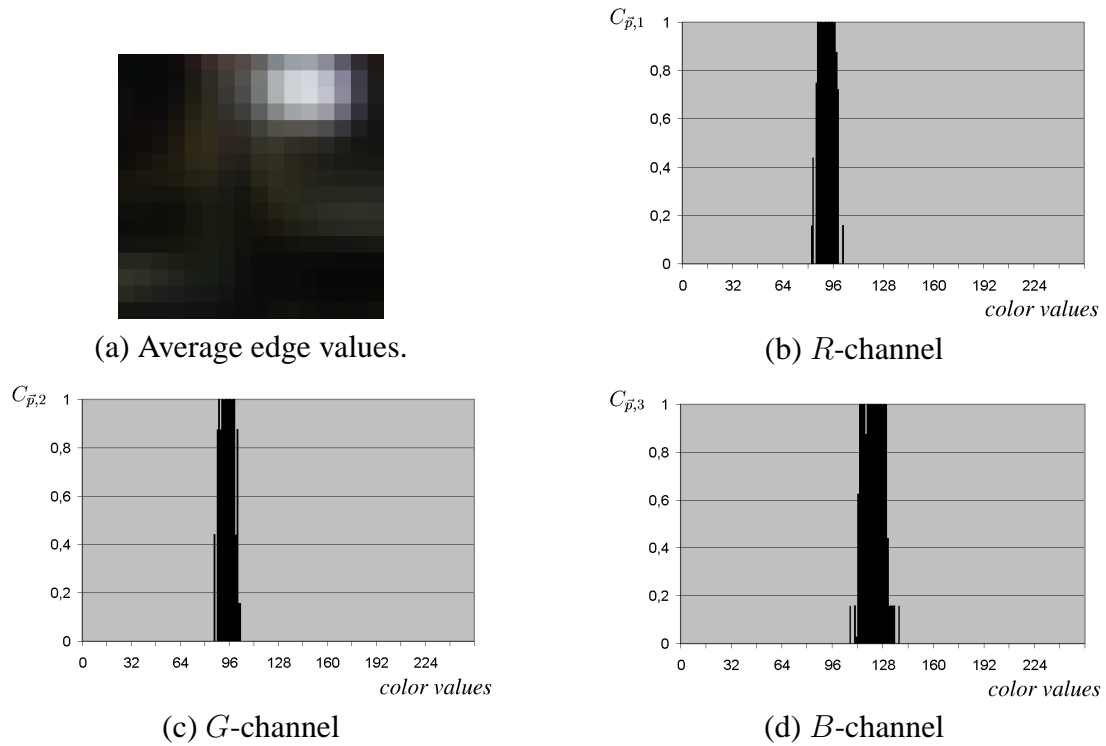 (a) Average edge values.
$C_{\vec{p},1}$
1
0,8
0,6
0,4
0,2
0
0 32 64 96 128 160 192 224
color values
(b) R-channel
$C_{\vec{p},2}$
1
0,8
0,6
0,4
0,2
0
0 32 64 96 128 160 192 224
color values
(c) G-channel
$C_{\vec{p},3}$
1
0,8
0,6
0,4
0,2
0
0 32 64 96 128 160 192 224
color values
(d) B-channel